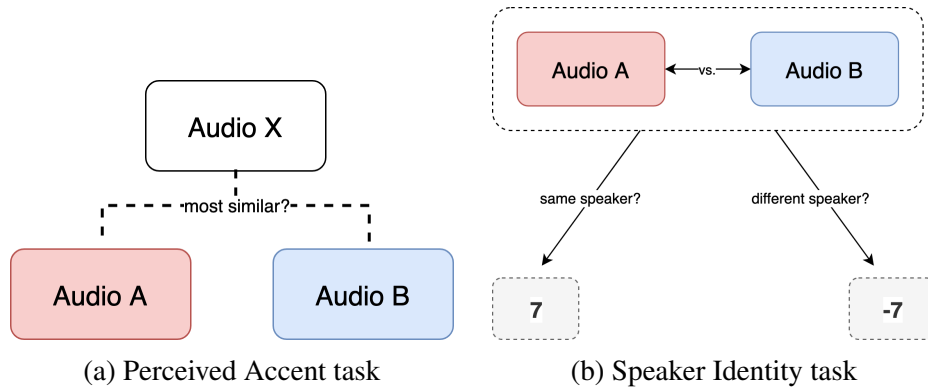 Audio X
most similar?
Audio A
Audio B
(a) Perceived Accent task
Audio A
vs.
Audio B
same speaker?
different speaker?
7
-7
(b) Speaker Identity task